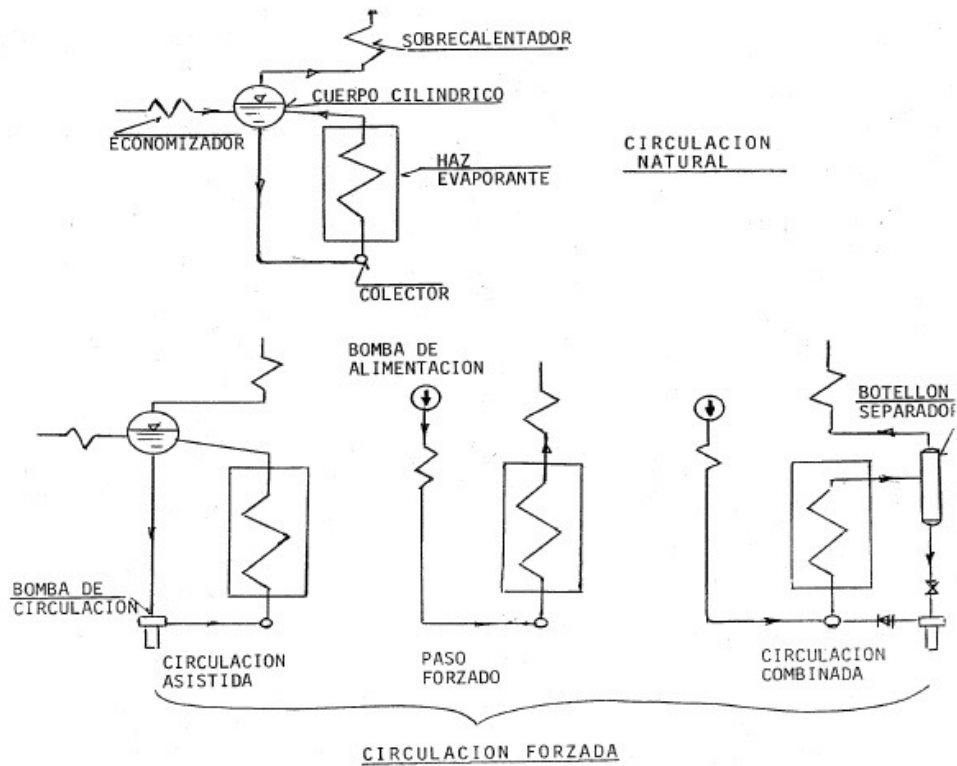 SOBRECALENTADOR
CUERPO CILINDRICO
ECONOMIZADOR
HAZ
EVAPORANTE
CIRCULACION
NATURAL
COLECTOR
BOMBA DE
ALIMENTACION
BOTELLON
SEPARADOR
BOMBA DE
CIRCULACIÓN
CIRCULACION
ASISTIDA
PASO
FORZADO
CIRCULACION
COMBINADA
CIRCULACION FORZADA